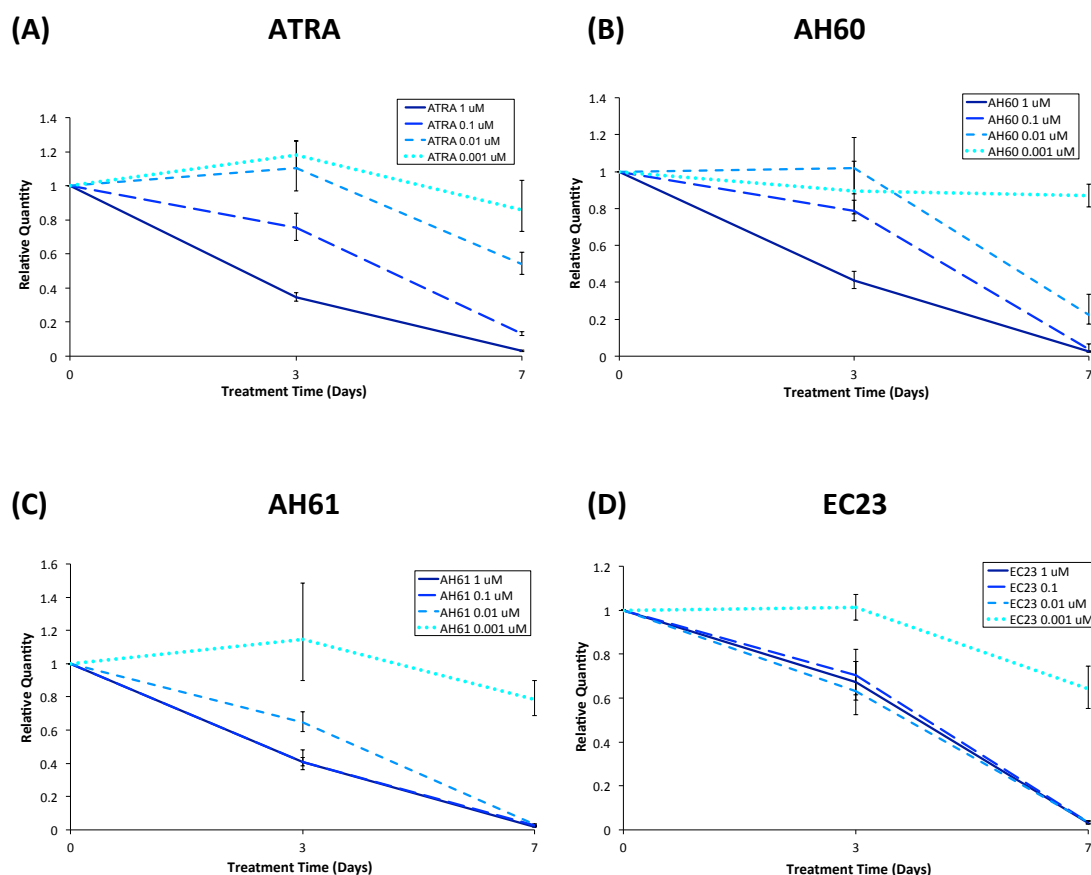 (A) ATRA
ATRA 1 uM
ATRA 0.1 uM
ATRA 0.01 uM
ATRA 0.001 uM
1.4
1.2
1
0.8
0.6
0.4
0.2
0
Relative Quantity
0 3 7
Treatment Time (Days)
(B) AH60
AH60 1 uM
AH60 0.1 uM
AH60 0.01 uM
AH60 0.001 uM
1.4
1.2
1
0.8
0.6
0.4
0.2
0
Relative Quantity
0 3 7
Treatment Time (Days)
(C) AH61
AH61 1 uM
AH61 0.1 uM
AH61 0.01 uM
AH61 0.001 uM
1.6
1.4
1.2
1
0.8
0.6
0.4
0.2
0
Relative Quantity
0 3 7
Treatment Time (Days)
(D) EC23
EC23 1 uM
EC23 0.1
EC23 0.01 uM
EC23 0.001 uM
1.2
1
0.8
0.6
0.4
0.2
0
Relative Quantity
0 3 7
Treatment Time (Days)